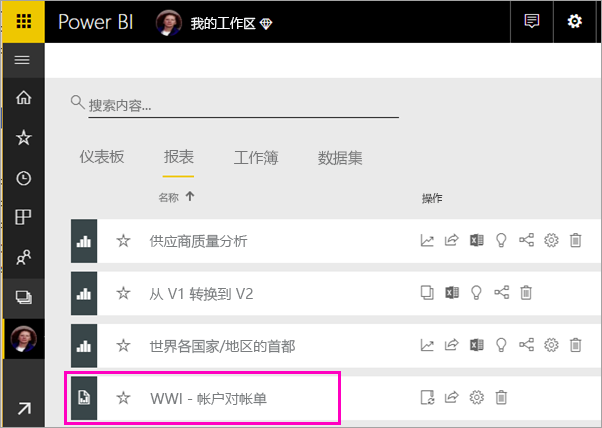 Power BI 我的工作区
搜索内容...
仪表板 报表 工作簿 数据集
名称 操作
供应商质量分析
从 V1 转换到 V2
世界各国家/地区的首都
WWI - 帐户对帐单